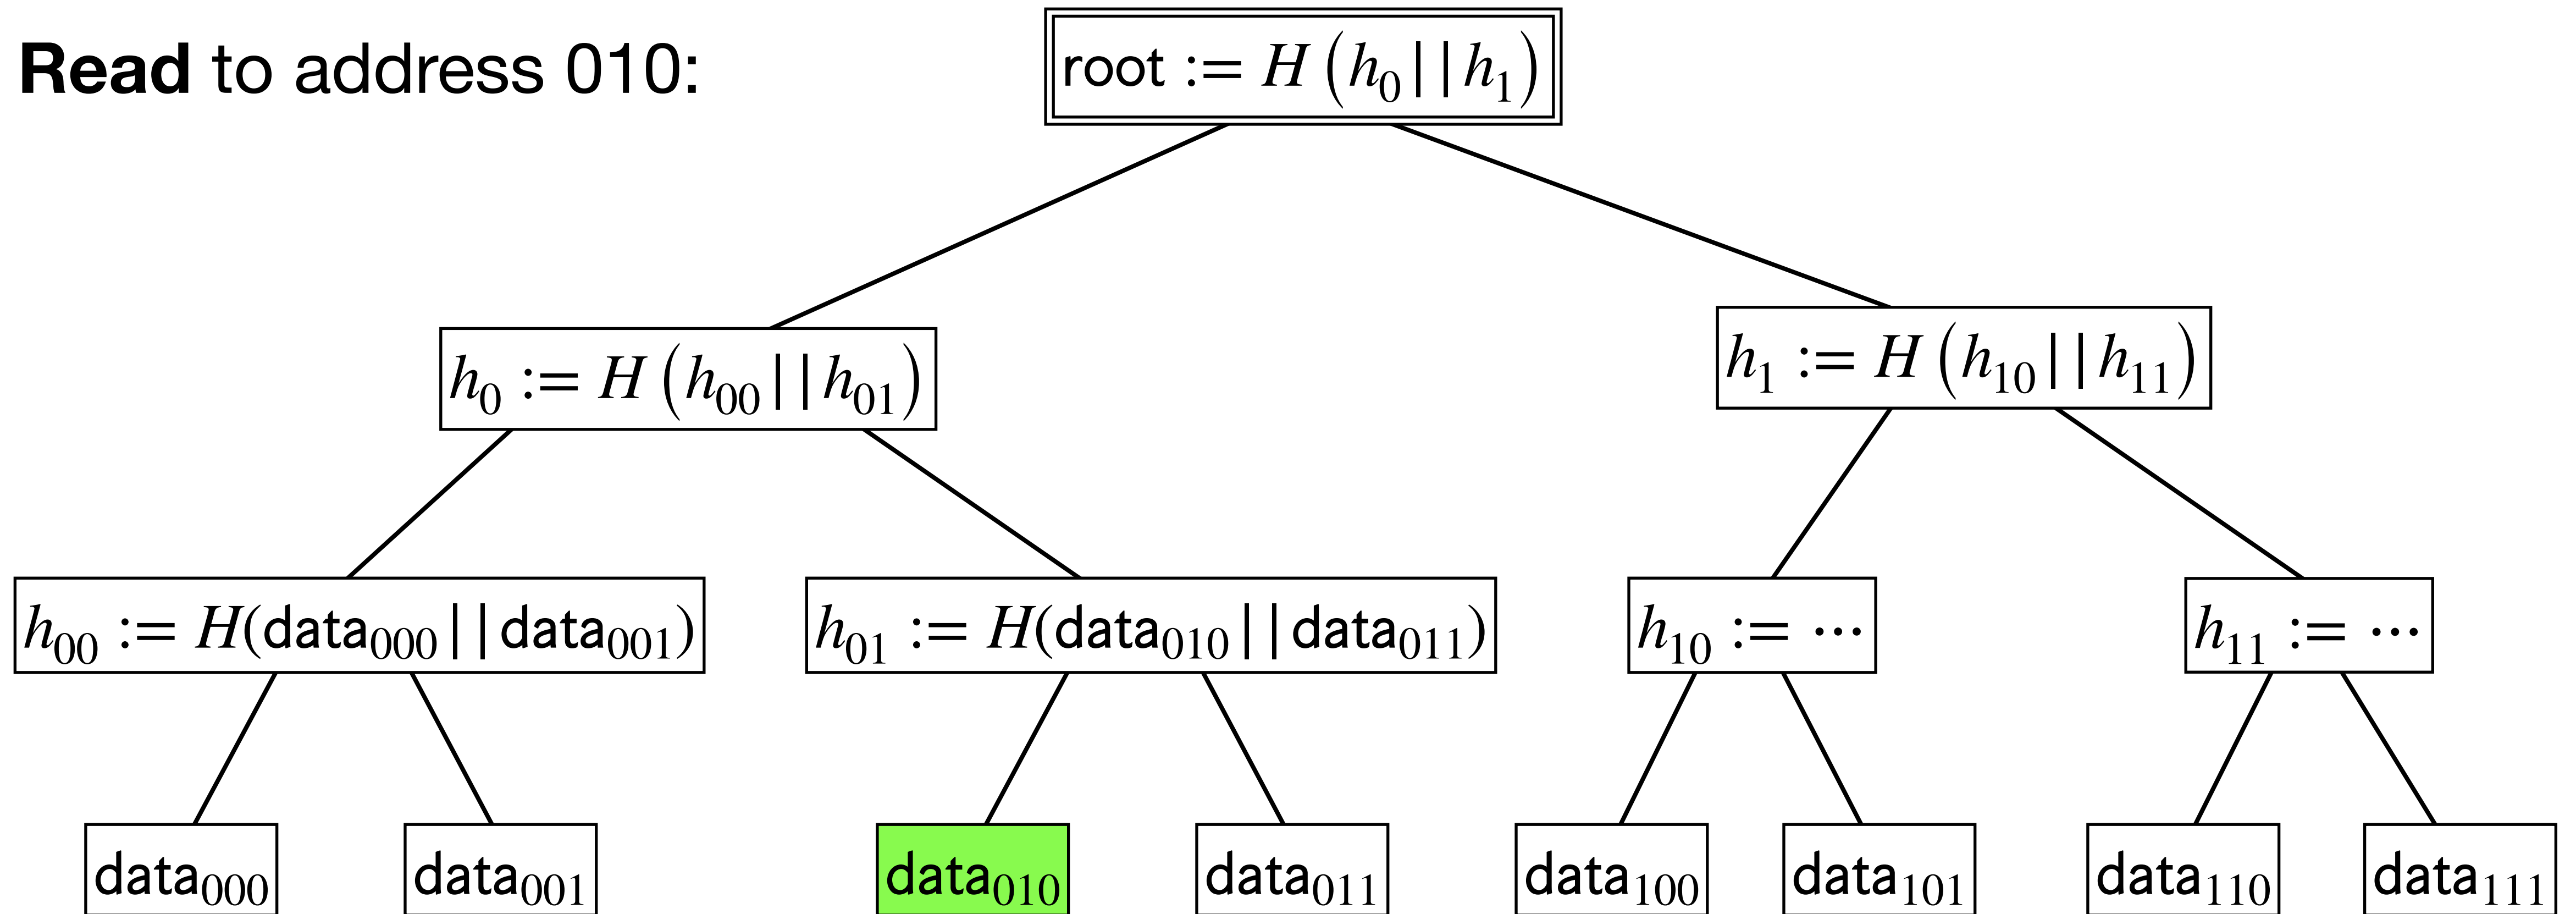 Read to address 010:
root := H (h₀ | | h₁)
h₀ := H (h₀₀ | | h₀₁)
h₁ := H (h₁₀ | | h₁₁)
h₀₀ := H(data₀₀₀ | | data₀₀₁)
h₀₁ := H(data₀₁₀ | | data₀₁₁)
h₁₀ := ⋯
h₁₁ := ⋯
data₀₀₀
data₀₀₁
data₀₁₀
data₀₁₁
data₁₀₀
data₁₀₁
data₁₁₀
data₁₁₁